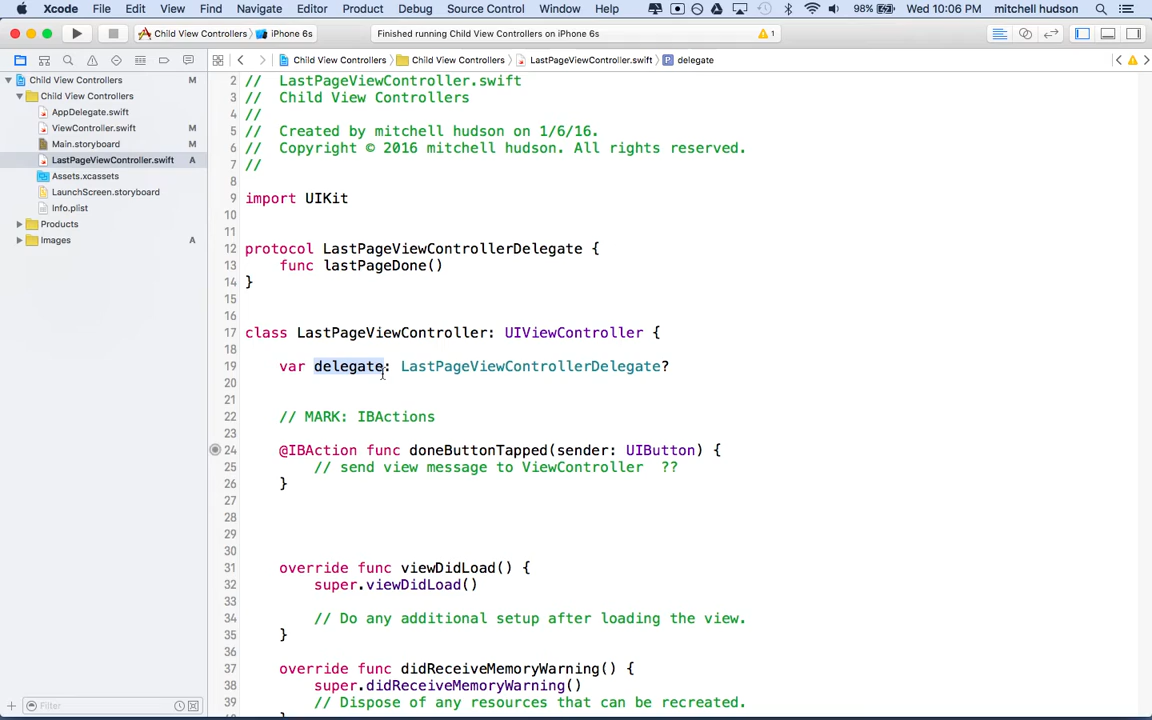 Xcode File Edit View Find Navigate Editor Product Debug Source Control Window Help 98% Wed 10:06 PM mitchell hudson
Child View Controllers iPhone 6s Finished running Child View Controllers on iPhone 6s 1
Child View Controllers Child View Controllers LastPageViewController.swift P delegate
Child View Controllers M
Child View Controllers
AppDelegate.swift
ViewController.swift M
Main.storyboard M
LastPageViewController.swift A
Assets.xcassets
LaunchScreen.storyboard
Info.plist
Products
Images A
Filter
2 // LastPageViewController.swift
3 // Child View Controllers
4 //
5 // Created by mitchell hudson on 1/6/16.
6 // Copyright © 2016 mitchell hudson. All rights reserved.
7 //
8
9 import UIKit
10
11
12 protocol LastPageViewControllerDelegate {
13 func lastPageDone()
14 }
15
16
17 class LastPageViewController: UIViewController {
18
19 var delegate: LastPageViewControllerDelegate?
20
21
22 // MARK: IBActions
23
24 @IBAction func doneButtonTapped(sender: UIButton) {
25 // send view message to ViewController ??
26 }
27
28
29
30
31 override func viewDidLoad() {
32 super.viewDidLoad()
33
34 // Do any additional setup after loading the view.
35 }
36
37 override func didReceiveMemoryWarning() {
38 super.didReceiveMemoryWarning()
39 // Dispose of any resources that can be recreated.